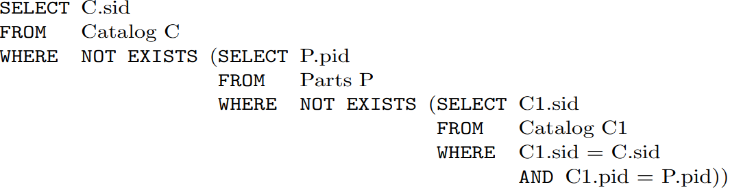 SELECT C.sid
FROM Catalog C
WHERE NOT EXISTS (SELECT P.pid
FROM Parts P
WHERE NOT EXISTS (SELECT C1.sid
FROM Catalog C1
WHERE C1.sid = C.sid
AND C1.pid = P.pid))